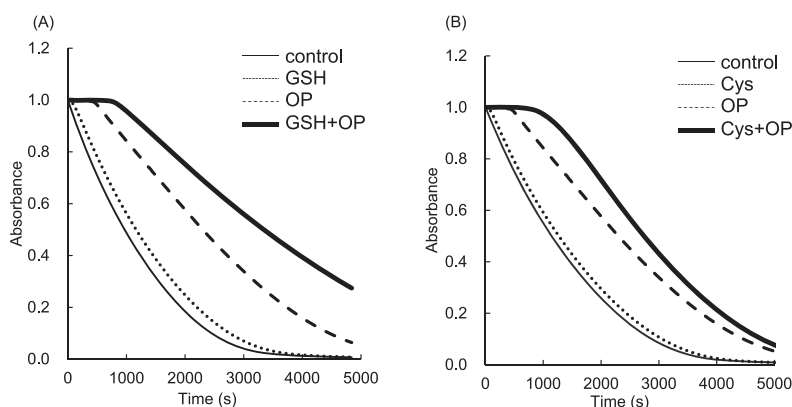 (A)
1.2
1.0
0.8
0.6
0.4
0.2
0.0
Absorbance
0 1000 2000 3000 4000 5000
Time (s)
control
GSH
OP
GSH+OP
(B)
1.2
1.0
0.8
0.6
0.4
0.2
0.0
Absorbance
0 1000 2000 3000 4000 5000
Time (s)
control
Cys
OP
Cys+OP